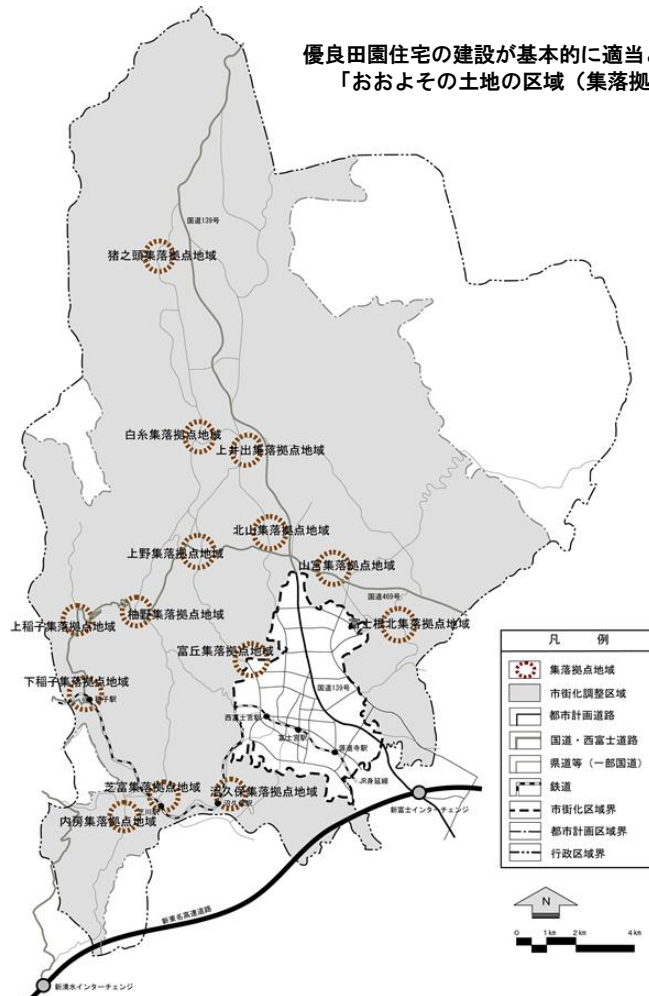 優良田園住宅の建設が基本的に適当と
「おおよその土地の区域（集落拠
国道139号
猪之頭集落拠点地域
白糸集落拠点地域
上井出集落拠点地域
北山集落拠点地域
上野集落拠点地域
山宮集落拠点地域
国道469号
柚野集落拠点地域
上稲子集落拠点地域
富士根北集落拠点地域
富丘集落拠点地域
下稲子集落拠点地域
国道139号
西富士宮駅
富士宮駅
源道寺駅
JR身延線
芝富集落拠点地域
沼久保集落拠点地域
内房集落拠点地域
新富士インターチェンジ
新東名高速道路
新清水インターチェンジ
凡 例
集落拠点地域
市街化調整区域
都市計画道路
国道・西富士道路
県道等（一部国道）
鉄道
市街化区域界
都市計画区域界
行政区域界
N
0 1km 2km 4km